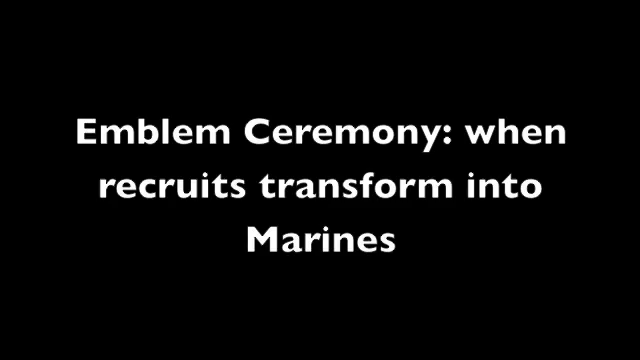 Emblem Ceremony: when
recruits transform into
Marines